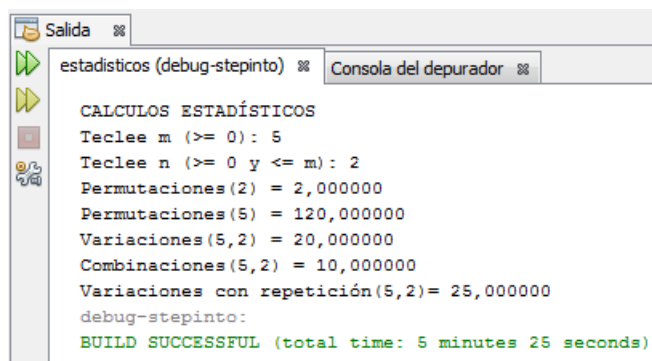 Salida
estadisticos (debug-stepinto) Consola del depurador
CALCULOS ESTADÍSTICOS
Teclee m (>= 0): 5
Teclee n (>= 0 y <= m): 2
Permutaciones(2) = 2,000000
Permutaciones(5) = 120,000000
Variaciones(5,2) = 20,000000
Combinaciones(5,2) = 10,000000
Variaciones con repetición(5,2)= 25,000000
debug-stepinto:
BUILD SUCCESSFUL (total time: 5 minutes 25 seconds)